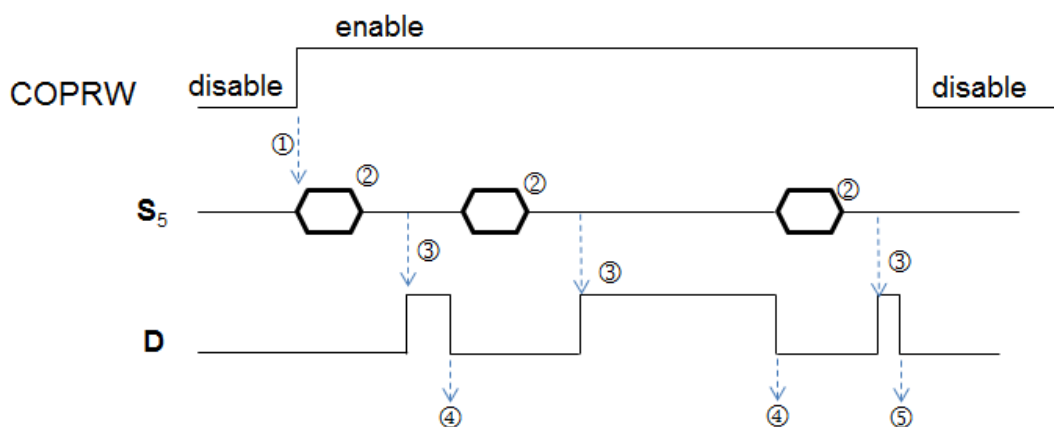 enable
disable
COPRW
disable
①
②
②
②
S₅
③
③
③
D
④
④
⑤